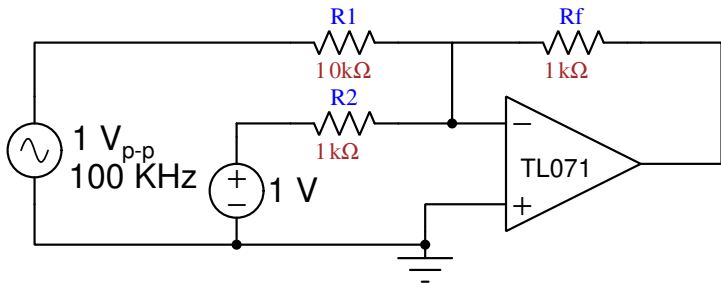 R1
10kΩ
Rf
1kΩ
R2
1kΩ
1 Vp-p
100 KHz
+
−
1 V
−
+
TL071